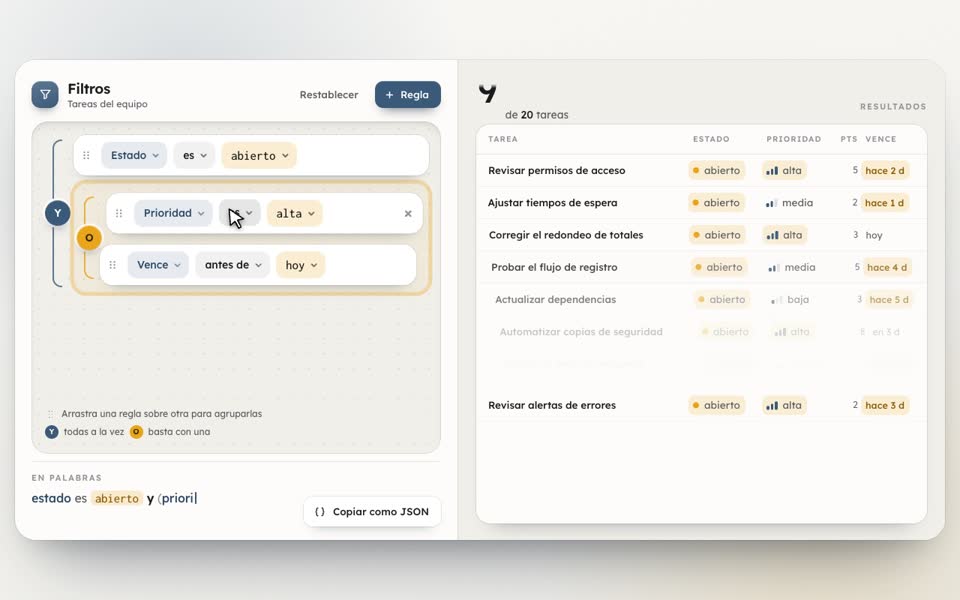 Filtros
Tareas del equipo
Restablecer
+ Regla
Estado es abierto
Y
Prioridad alta
O
Vence antes de hoy
Arrastra una regla sobre otra para agruparlas
Y todas a la vez O basta con una
EN PALABRAS
estado es abierto y (priori
Copiar como JSON
de 20 tareas
RESULTADOS
TAREA ESTADO PRIORIDAD PTS VENCE
Revisar permisos de acceso abierto alta 5 hace 2 d
Ajustar tiempos de espera abierto media 2 hace 1 d
Corregir el redondeo de totales abierto alta 3 hoy
Probar el flujo de registro abierto media 5 hace 4 d
Actualizar dependencias abierto baja 3 hace 5 d
Automatizar copias de seguridad abierto alta 8 en 3 d
Revisar alertas de errores abierto alta 2 hace 3 d